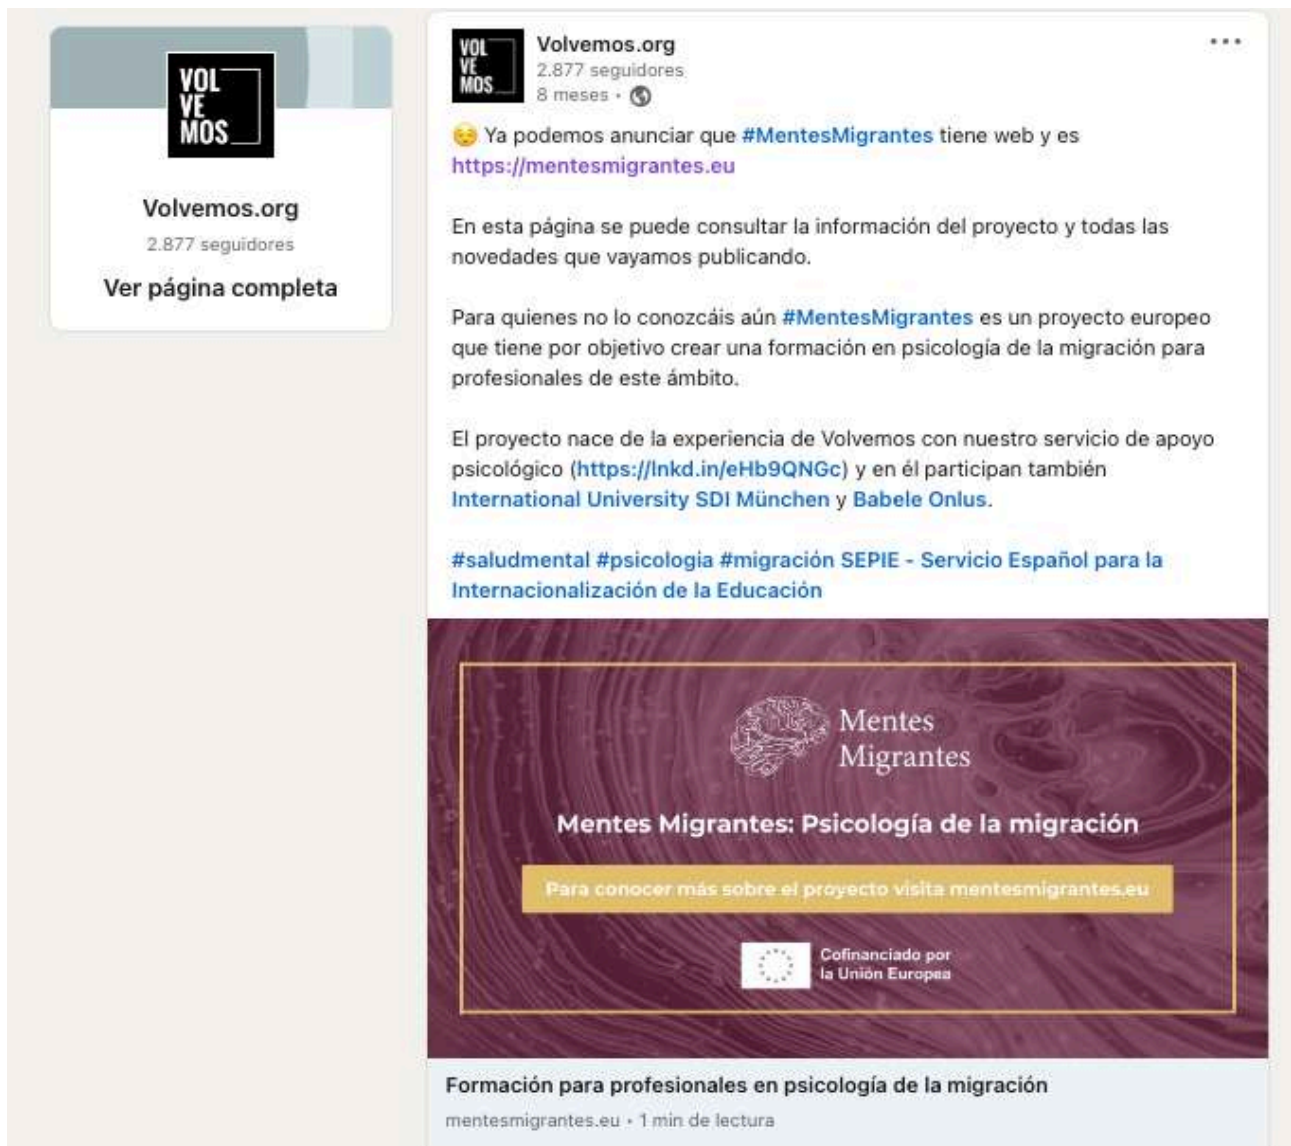 VOL
VE
MOS
Volvemos.org
2.877 seguidores
Ver página completa
VOL
VE
MOS
Volvemos.org
2.877 seguidores
8 meses •
Ya podemos anunciar que #MentesMigrantes tiene web y es
https://mentesmigrantes.eu
En esta página se puede consultar la información del proyecto y todas las
novedades que vayamos publicando.
Para quienes no lo conozcáis aún #MentesMigrantes es un proyecto europeo
que tiene por objetivo crear una formación en psicología de la migración para
profesionales de este ámbito.
El proyecto nace de la experiencia de Volvemos con nuestro servicio de apoyo
psicológico (https://lnkd.in/eHb9QNGc) y en él participan también
International University SDI München y Babele Onlus.
#saludmental #psicologia #migración SEPIE - Servicio Español para la
Internacionalización de la Educación
Mentes
Migrantes
Mentes Migrantes: Psicología de la migración
Para conocer más sobre el proyecto visita mentesmigrantes.eu
Cofinanciado por
la Unión Europea
Formación para profesionales en psicología de la migración
mentesmigrantes.eu • 1 min de lectura